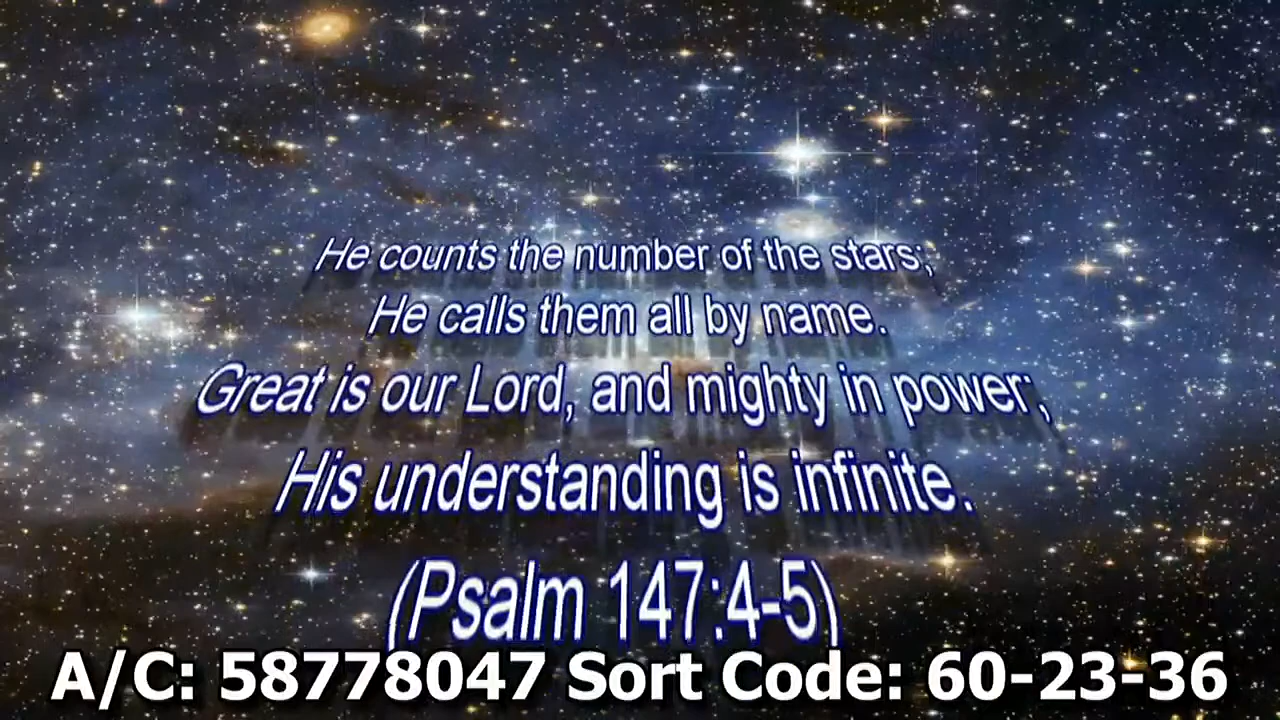 He counts the number of the stars;
He calls them all by name.
Great is our Lord, and mighty in power;
His understanding is infinite.
(Psalm 147:4-5)
A/C: 58778047 Sort Code: 60-23-36